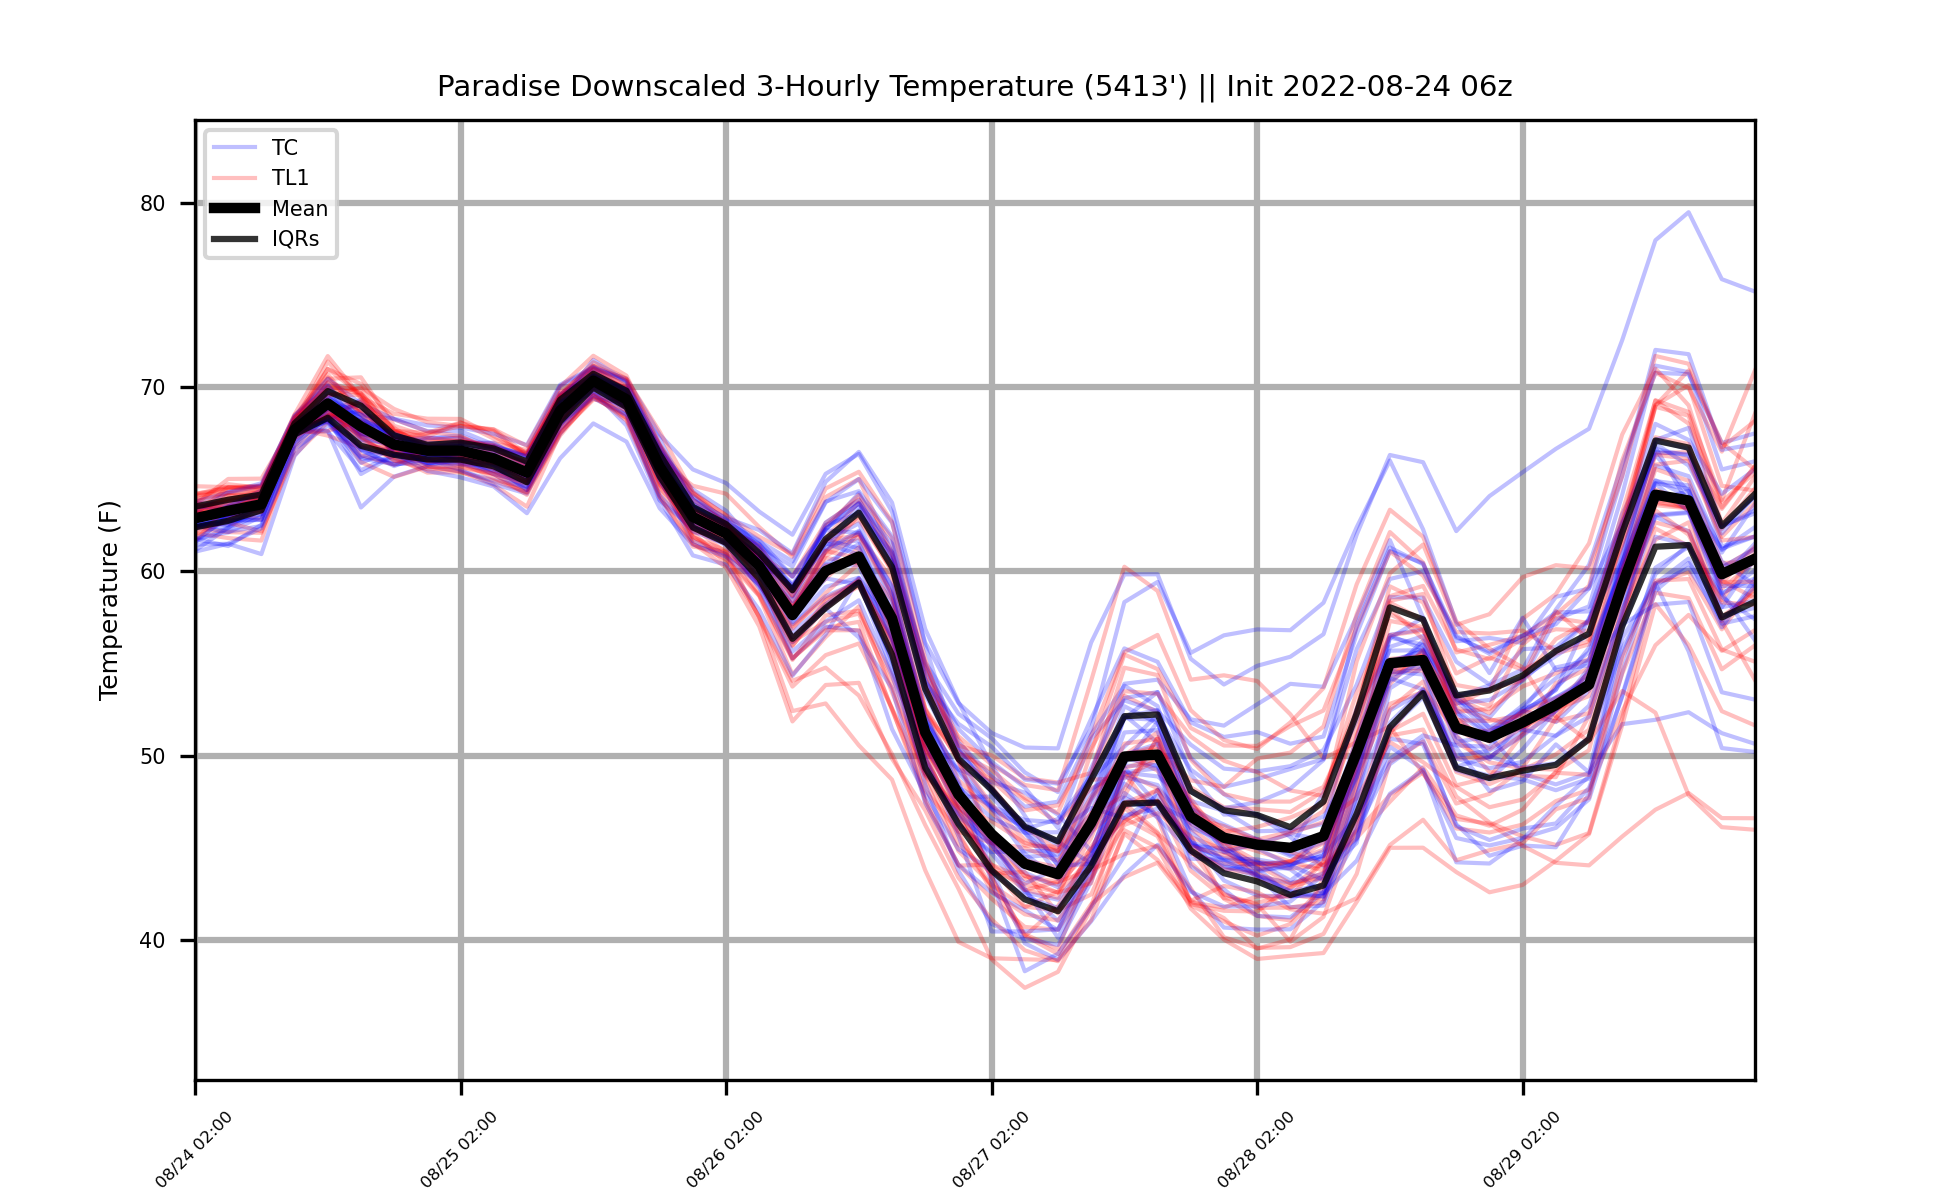 Paradise Downscaled 3-Hourly Temperature (5413') || Init 2022-08-24 06z
TC
TL1
Mean
IQRs
Temperature (F)
80
70
60
50
40
08/24 02:00
08/25 02:00
08/26 02:00
08/27 02:00
08/28 02:00
08/29 02:00